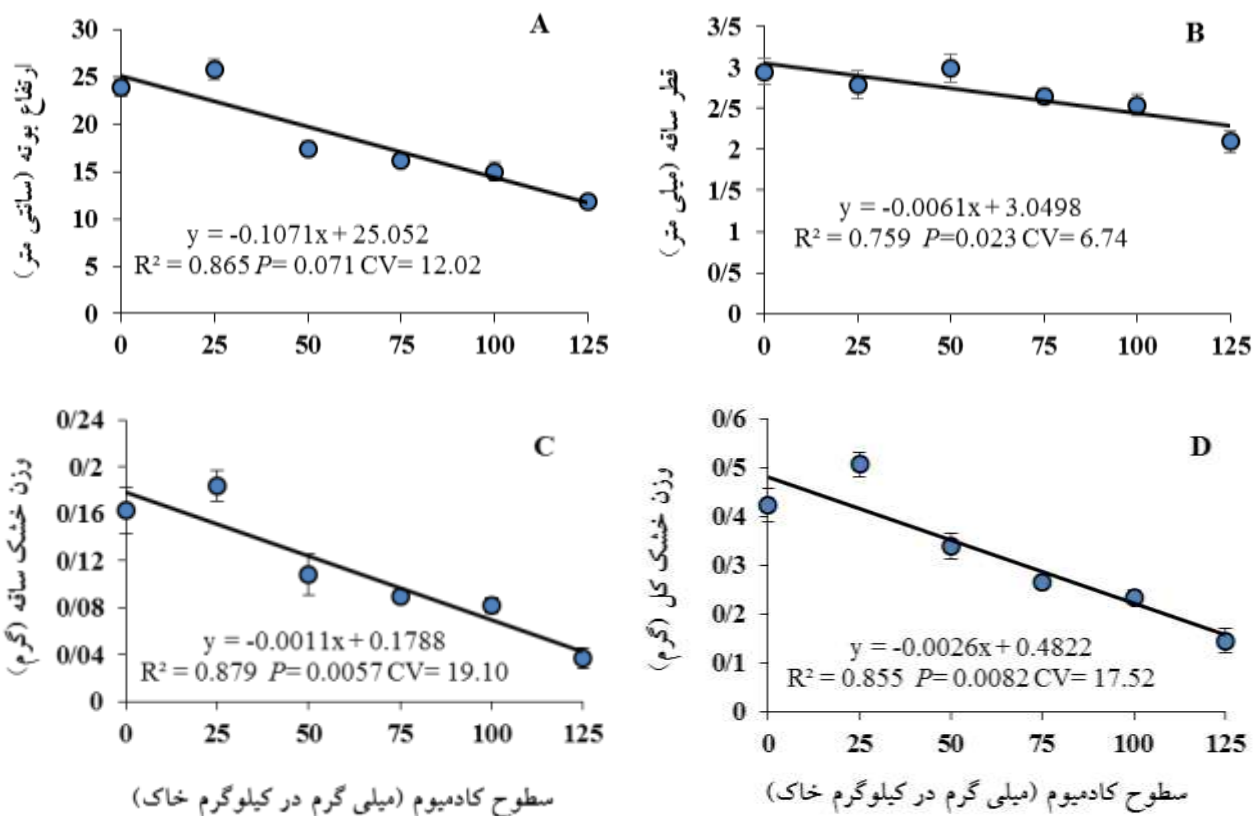 A
ارتفاع بوته (سانتی متر)
30
25
20
15
10
5
0
y = -0.1071x + 25.052
R² = 0.865 P= 0.071 CV= 12.02
0 25 50 75 100 125
B
قطر ساقه (میلی متر)
3/5
3
2/5
2
1/5
1
0/5
0
y = -0.0061x + 3.0498
R² = 0.759 P=0.023 CV= 6.74
0 25 50 75 100 125
C
وزن خشک ساقه (گرم)
0/24
0/2
0/16
0/12
0/08
0/04
0
y = -0.0011x + 0.1788
R² = 0.879 P=0.0057 CV= 19.10
0 25 50 75 100 125
سطوح کادمیوم (میلی گرم در کیلوگرم خاک)
D
وزن خشک کل (گرم)
0/6
0/5
0/4
0/3
0/2
0/1
0
y = -0.0026x + 0.4822
R² = 0.855 P=0.0082 CV= 17.52
0 25 50 75 100 125
سطوح کادمیوم (میلی گرم در کیلوگرم خاک)